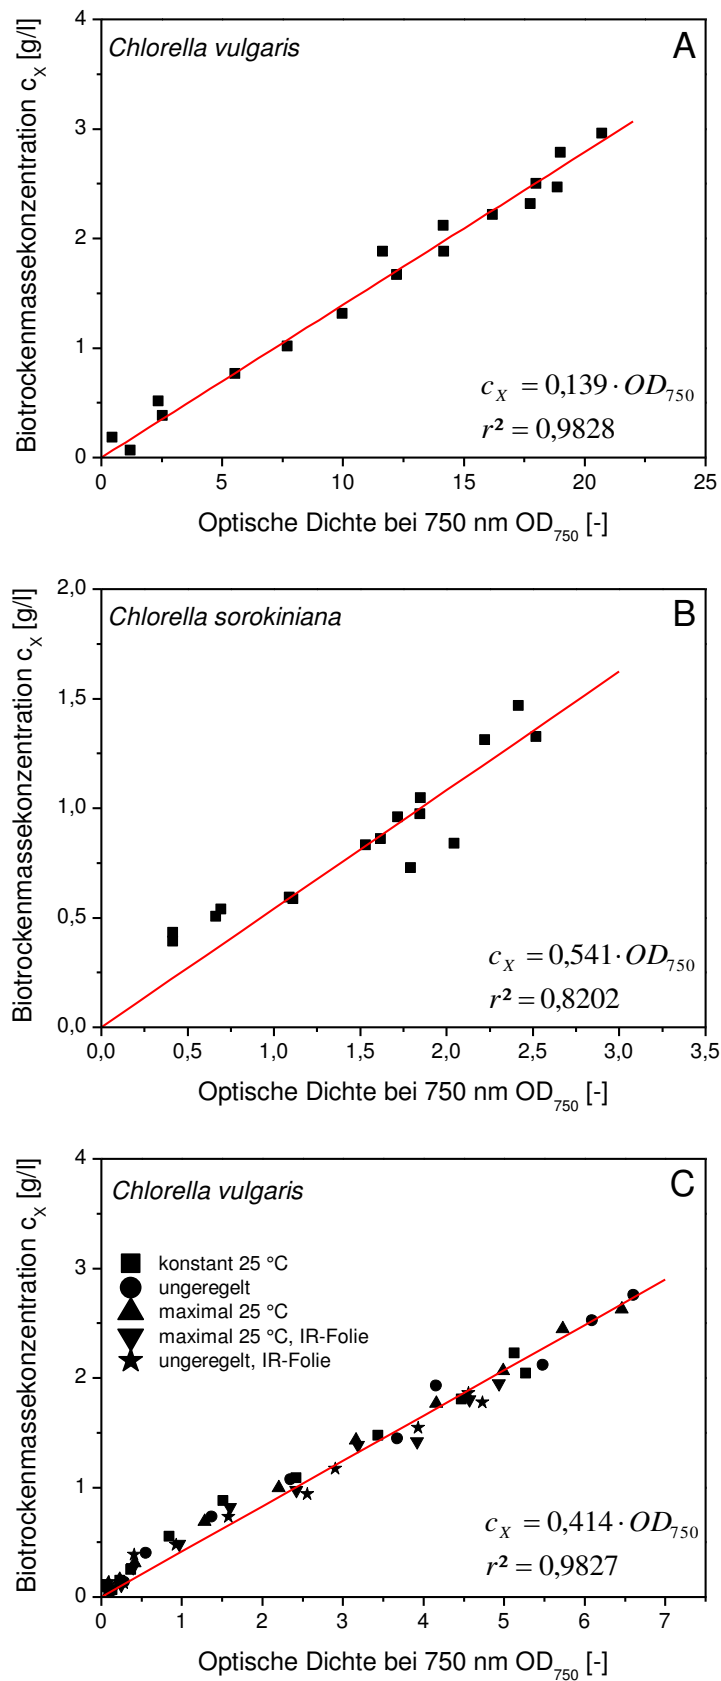 A
Chlorella vulgaris
Biotrockenmassekonzentration c_X [g/l]
4
3
2
1
0
c_X = 0,139 · OD_750
r² = 0,9828
0 5 10 15 20 25
Optische Dichte bei 750 nm OD_750 [-]
B
Chlorella sorokiniana
Biotrockenmassekonzentration c_X [g/l]
2,0
1,5
1,0
0,5
0,0
c_X = 0,541 · OD_750
r² = 0,8202
0,0 0,5 1,0 1,5 2,0 2,5 3,0 3,5
Optische Dichte bei 750 nm OD_750 [-]
C
Chlorella vulgaris
Biotrockenmassekonzentration c_X [g/l]
4
3
2
1
0
konstant 25 °C
ungeregelt
maximal 25 °C
maximal 25 °C, IR-Folie
ungeregelt, IR-Folie
c_X = 0,414 · OD_750
r² = 0,9827
0 1 2 3 4 5 6 7
Optische Dichte bei 750 nm OD_750 [-]